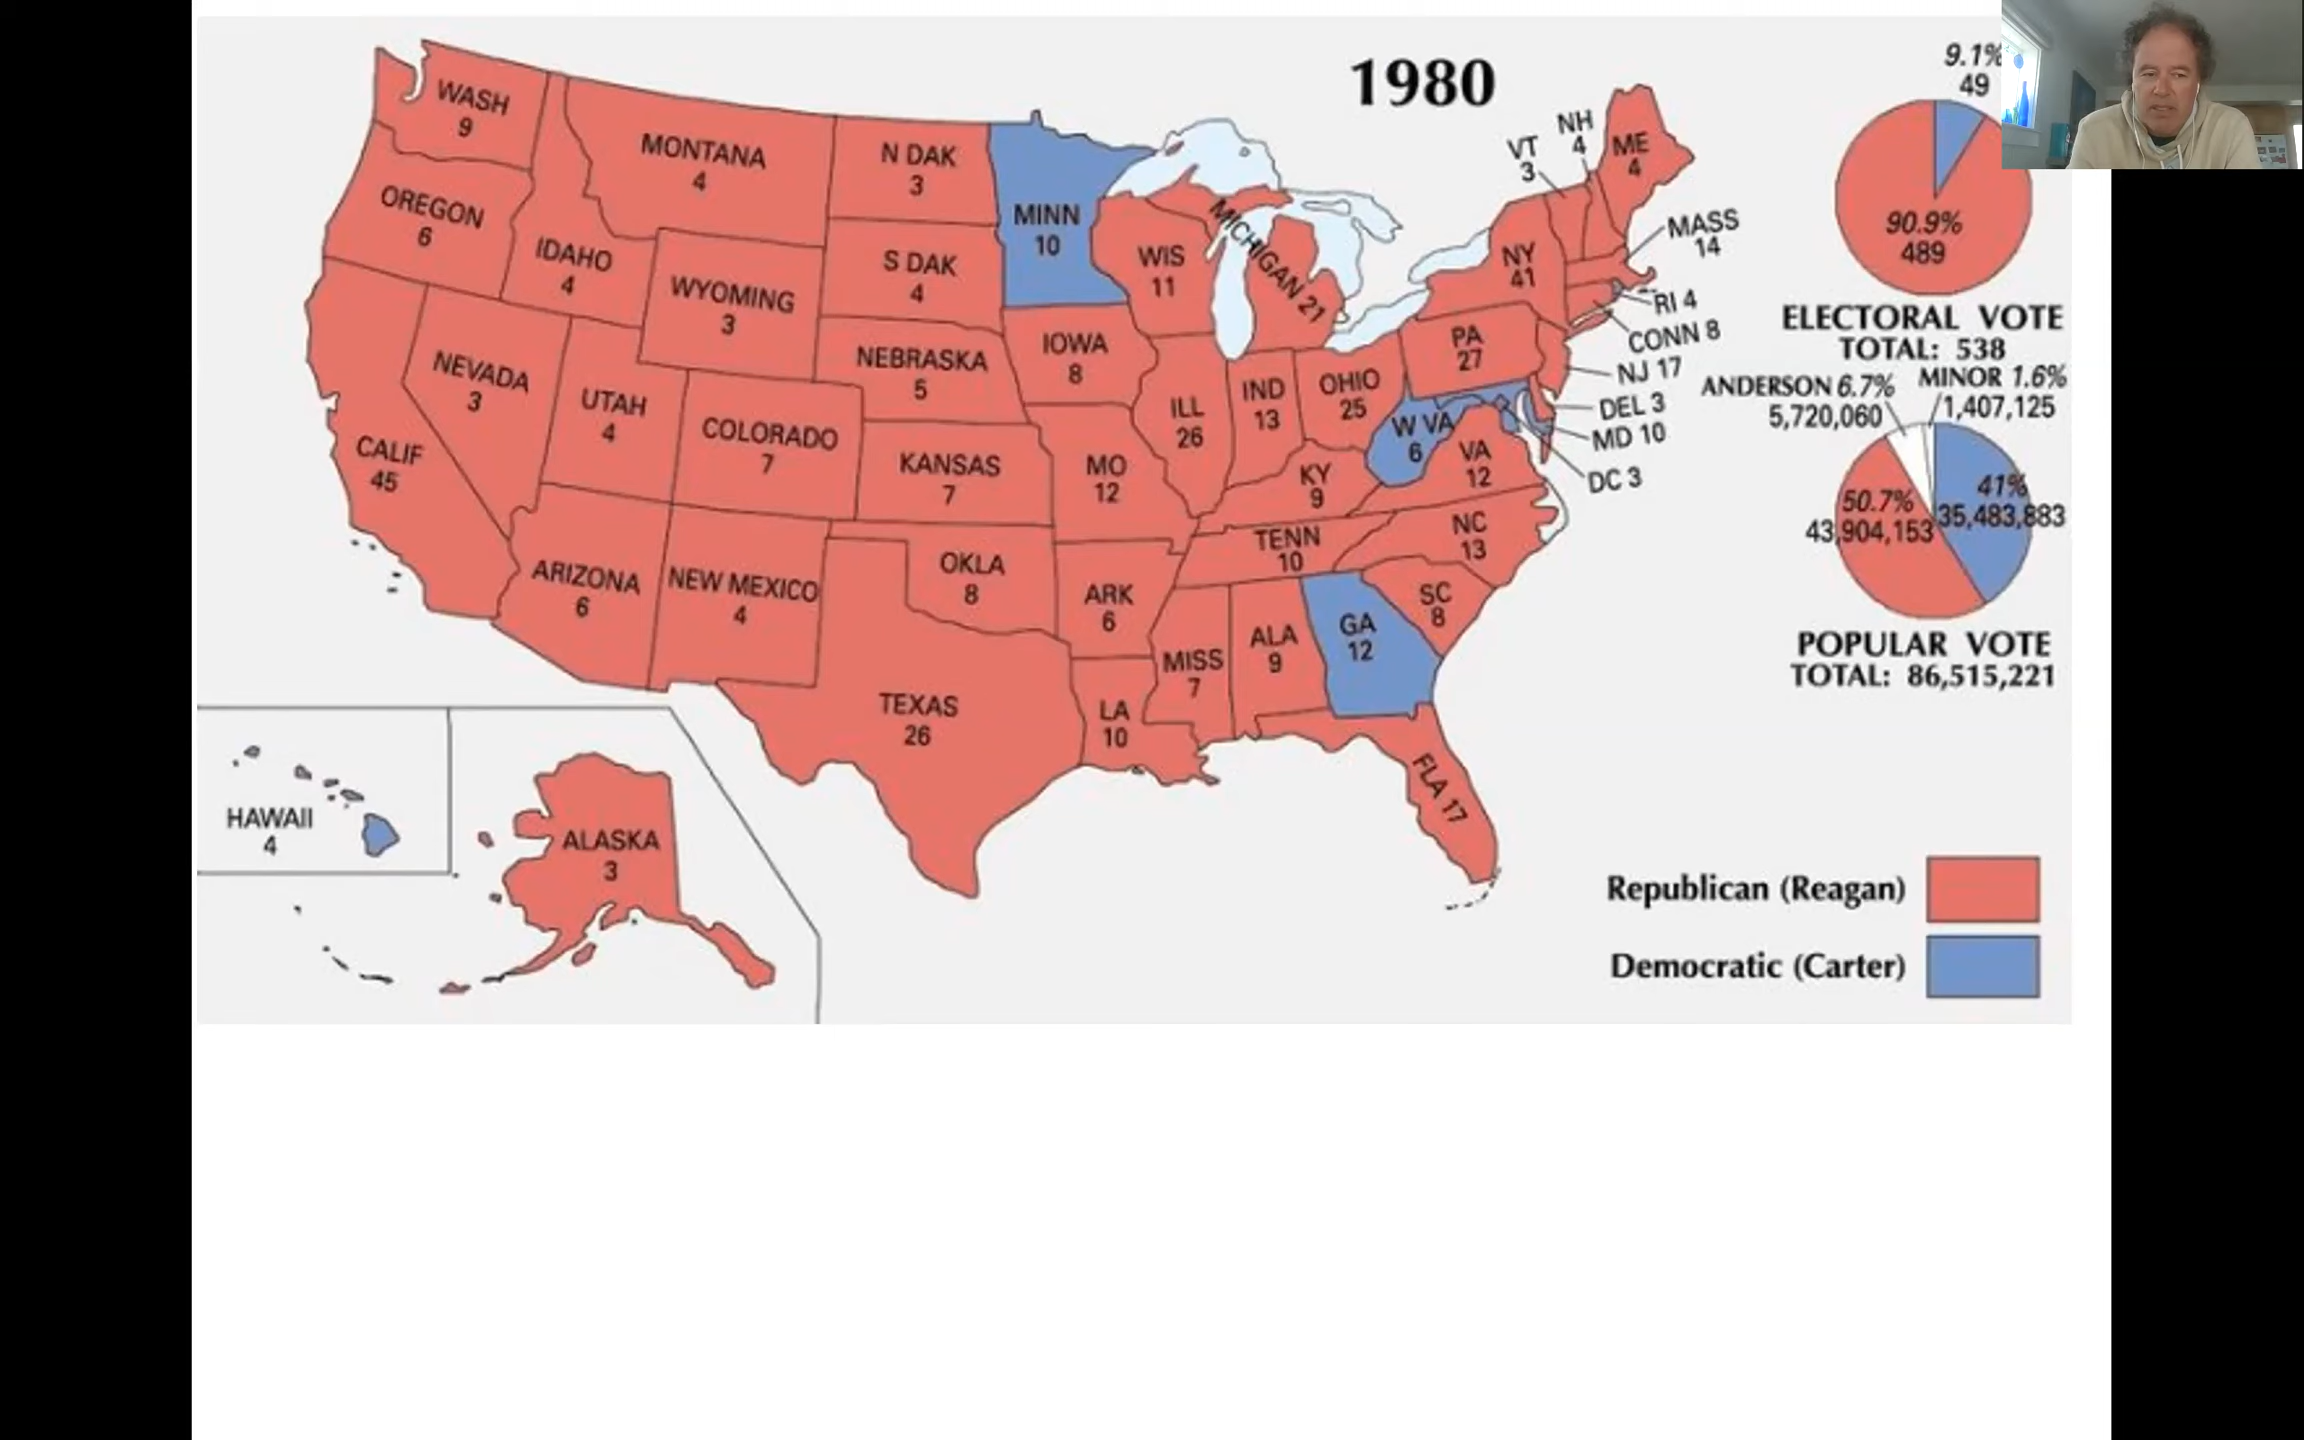 1980
9.1%
49
90.9%
489
ELECTORAL VOTE
TOTAL: 538
ANDERSON 6.7%
5,720,060
MINOR 1.6%
1,407,125
50.7%
43,904,153
41%
35,483,883
POPULAR VOTE
TOTAL: 86,515,221
WASH
9
OREGON
6
CALIF
45
NEVADA
3
IDAHO
4
MONTANA
4
WYOMING
3
UTAH
4
COLORADO
7
ARIZONA
6
NEW MEXICO
4
N DAK
3
S DAK
4
NEBRASKA
5
KANSAS
7
OKLA
8
TEXAS
26
MINN
10
IOWA
8
MO
12
ARK
6
LA
10
WIS
11
ILL
26
MICHIGAN 21
IND
13
OHIO
25
KY
9
TENN
10
MISS
7
ALA
9
GA
12
FLA 17
SC
8
NC
13
VA
12
W VA
6
PA
27
NY
41
VT
3
NH
4
ME
4
MASS
14
RI 4
CONN 8
NJ 17
DEL 3
MD 10
DC 3
HAWAII
4
ALASKA
3
Republican (Reagan)
Democratic (Carter)